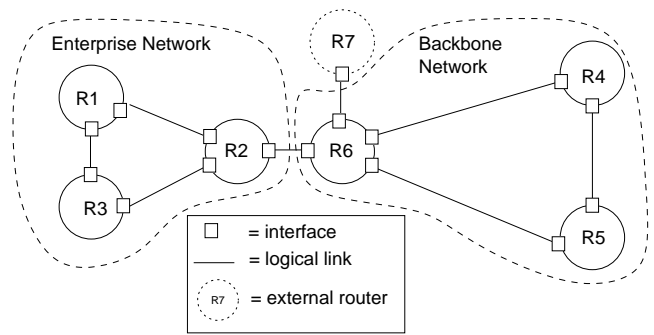 Enterprise Network
R7
Backbone
Network
R4
R1
R2
R6
R3
R5
= interface
= logical link
R7 = external router